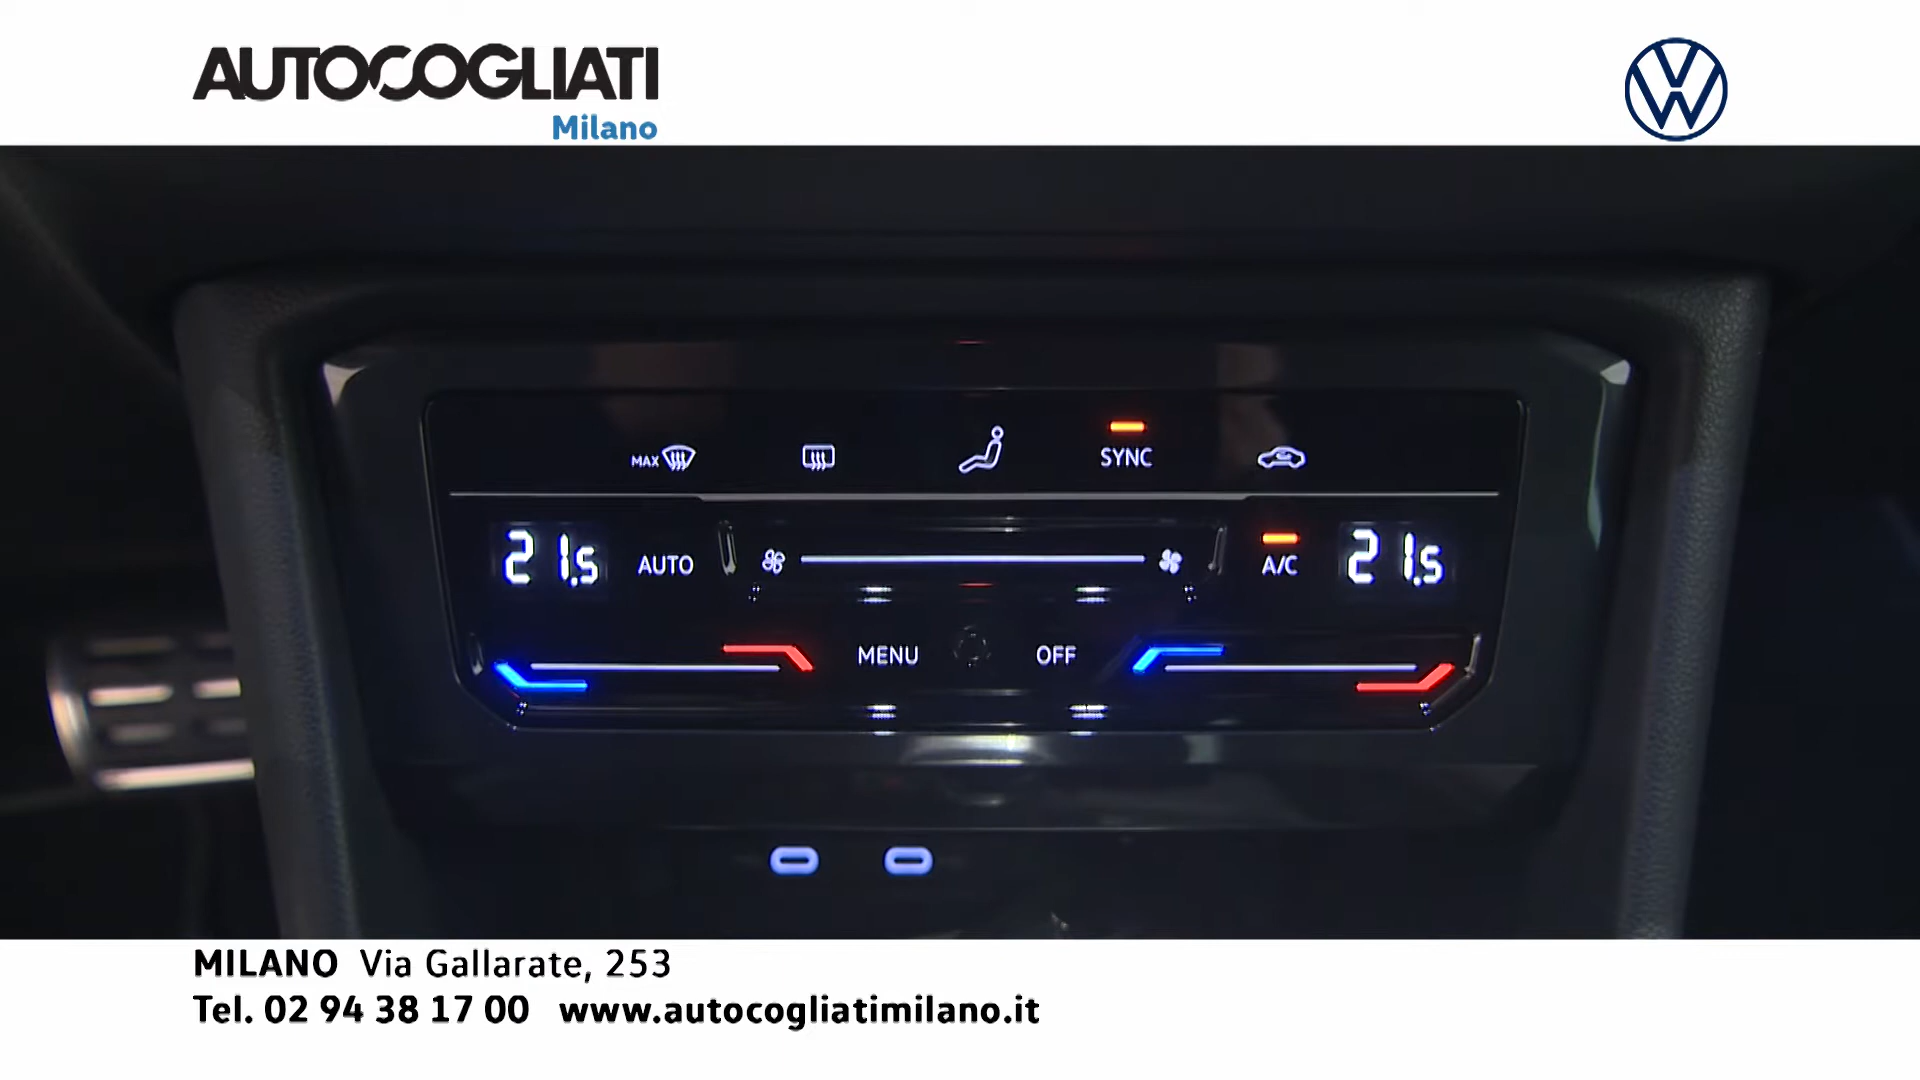 AUTOCOGLIATI
Milano
VW
MAX
SYNC
21.5 AUTO A/C 21.5
MENU OFF
MILANO Via Gallarate, 253
Tel. 02 94 38 17 00 www.autocogliatimilano.it